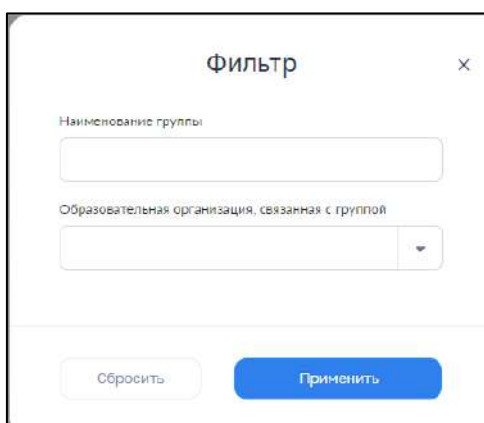 Фильтр
Наименование группы
Образовательная организация, связанная с группой
Сбросить
Применить